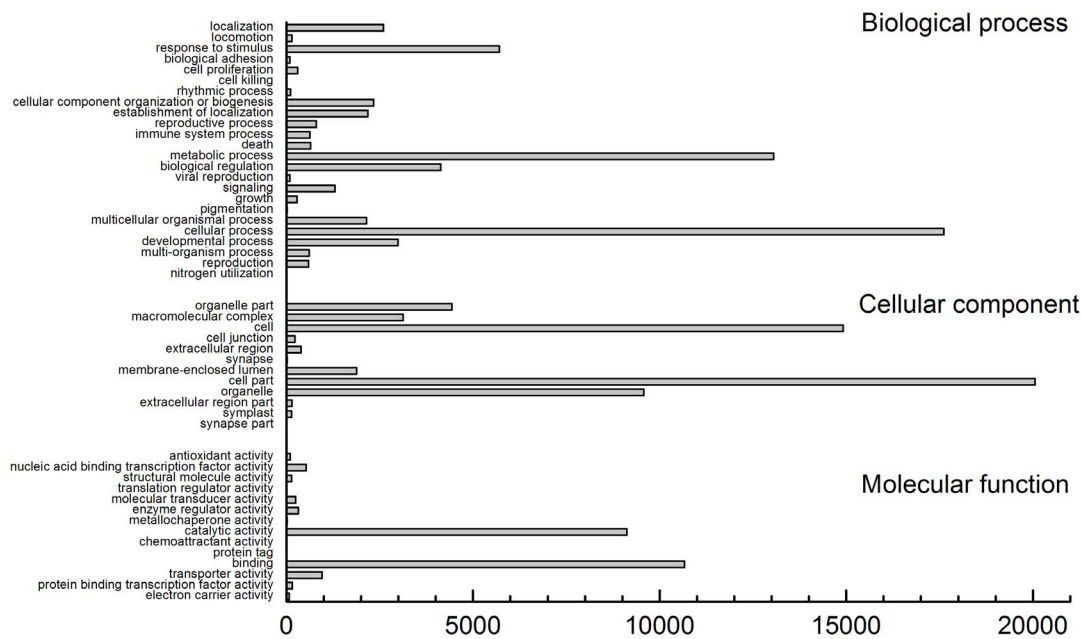 Biological process
localization
locomotion
response to stimulus
biological adhesion
cell proliferation
cell killing
rhythmic process
cellular component organization or biogenesis
establishment of localization
reproductive process
immune system process
death
metabolic process
biological regulation
viral reproduction
signaling
growth
pigmentation
multicellular organismal process
cellular process
developmental process
multi-organism process
reproduction
nitrogen utilization
Cellular component
organelle part
macromolecular complex
cell
cell junction
extracellular region
synapse
membrane-enclosed lumen
cell part
organelle
extracellular region part
symplast
synapse part
Molecular function
antioxidant activity
nucleic acid binding transcription factor activity
structural molecule activity
translation regulator activity
molecular transducer activity
enzyme regulator activity
metallochaperone activity
catalytic activity
chemoattractant activity
protein tag
binding
transporter activity
protein binding transcription factor activity
electron carrier activity
0 5000 10000 15000 20000